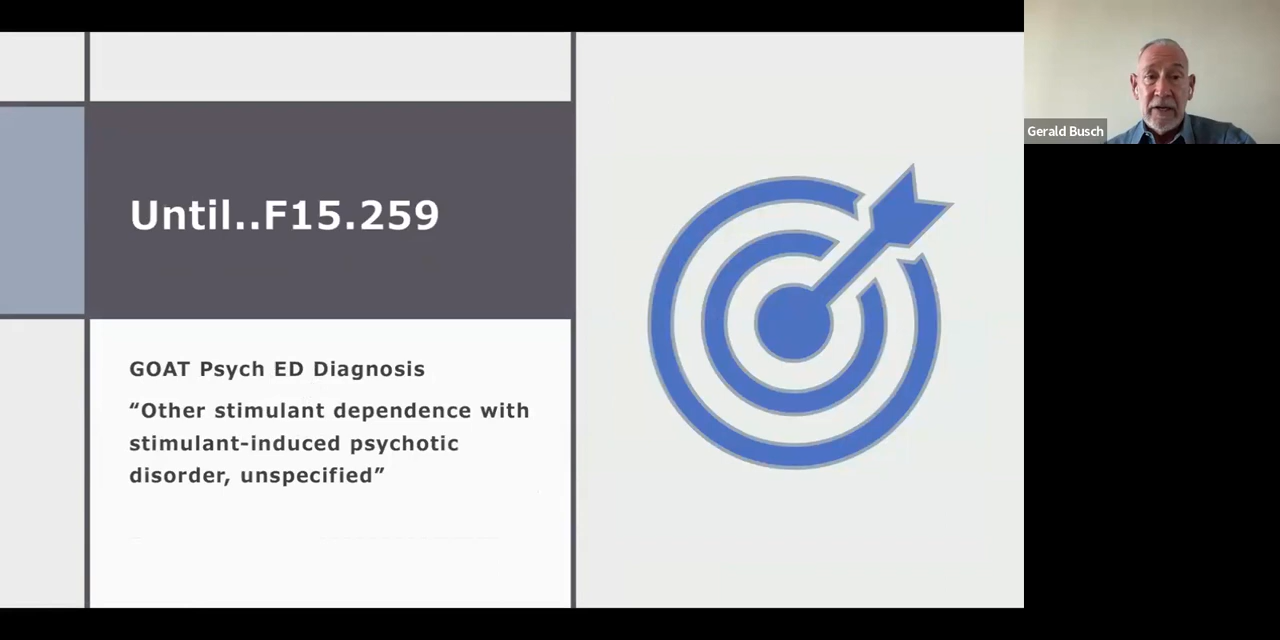 Until..F15.259
GOAT Psych ED Diagnosis
“Other stimulant dependence with
stimulant-induced psychotic
disorder, unspecified”
Gerald Busch